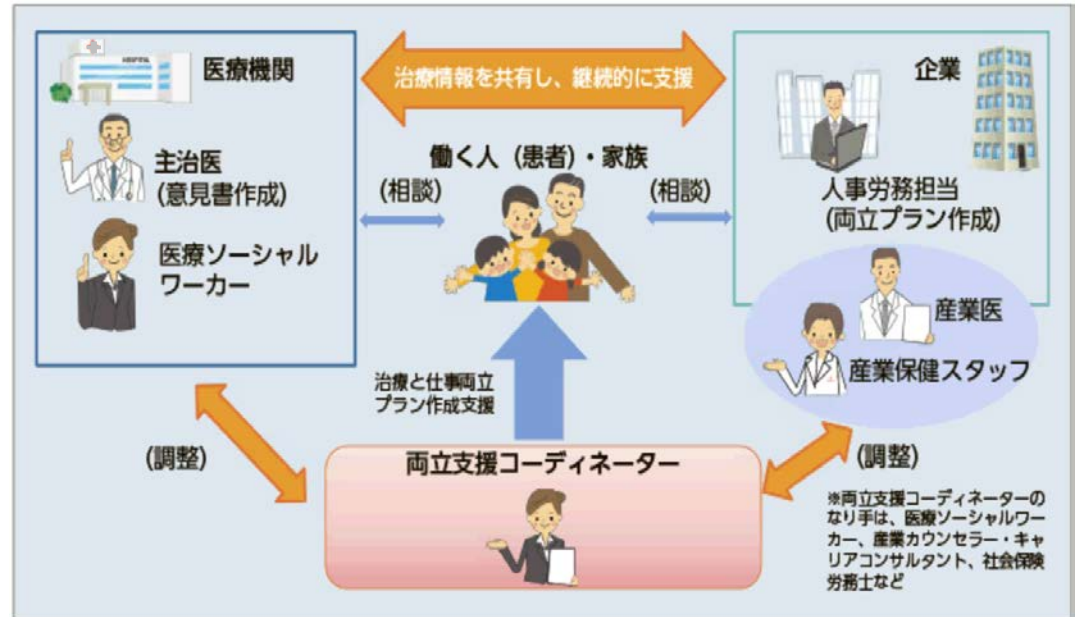 HOSPITAL
医療機関
治療情報を共有し、継続的に支援
企業
主治医
(意見書作成)
医療ソーシャル
ワーカー
働く人（患者）・家族
(相談)
(相談)
人事労務担当
(両立プラン作成)
産業医
産業保健スタッフ
治療と仕事両立
プラン作成支援
(調整)
両立支援コーディネーター
(調整)
※両立支援コーディネーターの
なり手は、医療ソーシャルワー
カー、産業カウンセラー・キャ
リアコンサルタント、社会保険
労務士など